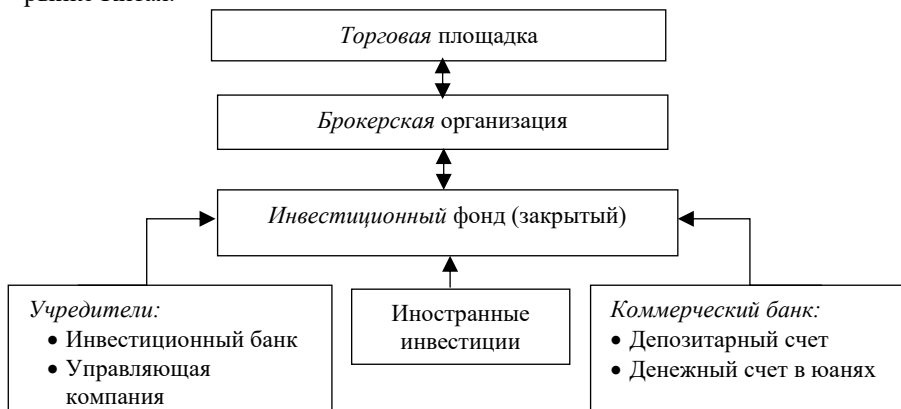 рынке Китая.
Торговая площадка
Брокерская организация
Инвестиционный фонд (закрытый)
Учредители:
• Инвестиционный банк
• Управляющая
компания
Иностранные
инвестиции
Коммерческий банк:
• Депозитарный счет
• Денежный счет в юанях